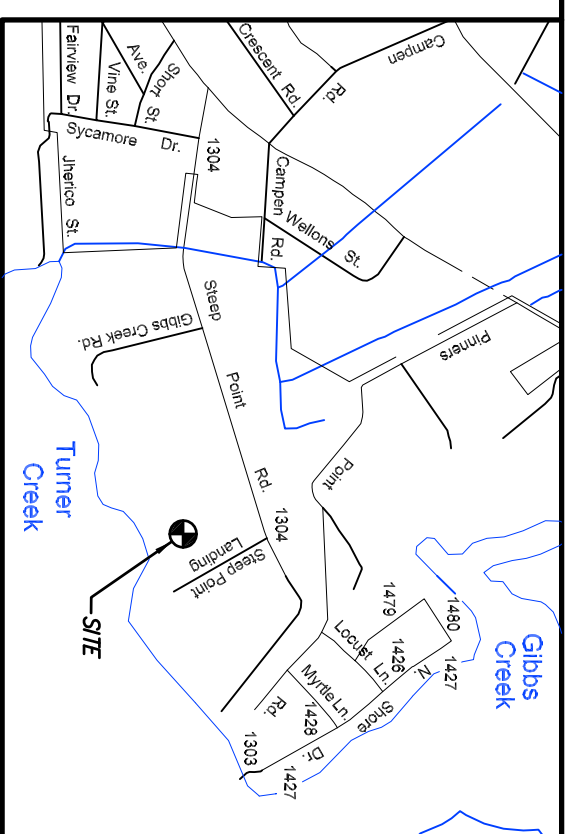 Campen
Rd.
Crescent Rd.
Fairview Dr.
Vine St.
Ave.
Short St.
Sycamore Dr.
Jherico St.
1304
Campen Rd.
Wellons St.
Steep Point Rd.
1304
Gibbs Creek Rd.
Pinners
Point
Turner
Creek
Steep Point
Landing
SITE
Gibbs
Creek
1480
1479
1426
1427
Locust Ln.
Myrtle Ln.
N. Shore Dr.
Rd.
1428
1303
1427